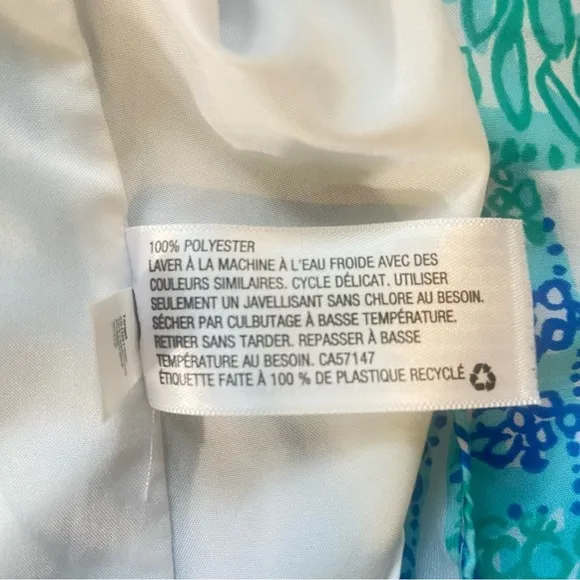 100% POLYESTER
LAVER À LA MACHINE À L'EAU FROIDE AVEC DES
COULEURS SIMILAIRES. CYCLE DÉLICAT. UTILISER
SEULEMENT UN JAVELLISANT SANS CHLORE AU BESOIN.
SÉCHER PAR CULBUTAGE À BASSE TEMPÉRATURE.
RETIRER SANS TARDER. REPASSER À BASSE
TEMPÉRATURE AU BESOIN. CA57147
ÉTIQUETTE FAITE À 100 % DE PLASTIQUE RECYCLÉ